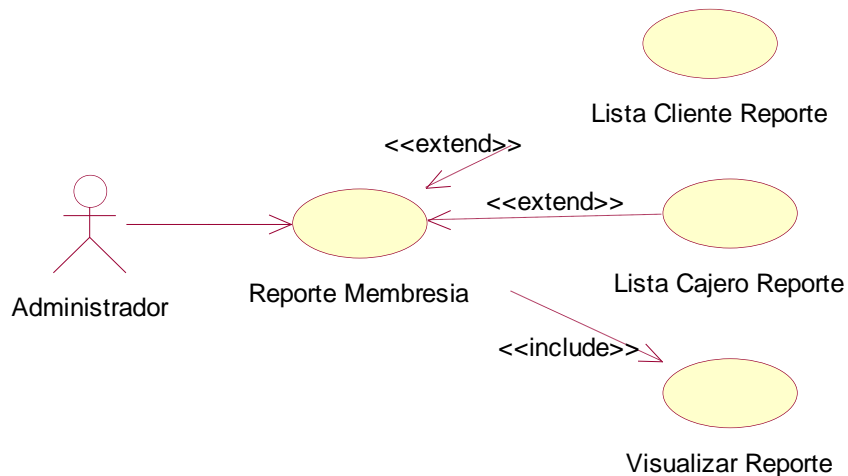 Lista Cliente Reporte
<<extend>>
<<extend>>
Administrador
Reporte Membresia
Lista Cajero Reporte
<<include>>
Visualizar Reporte